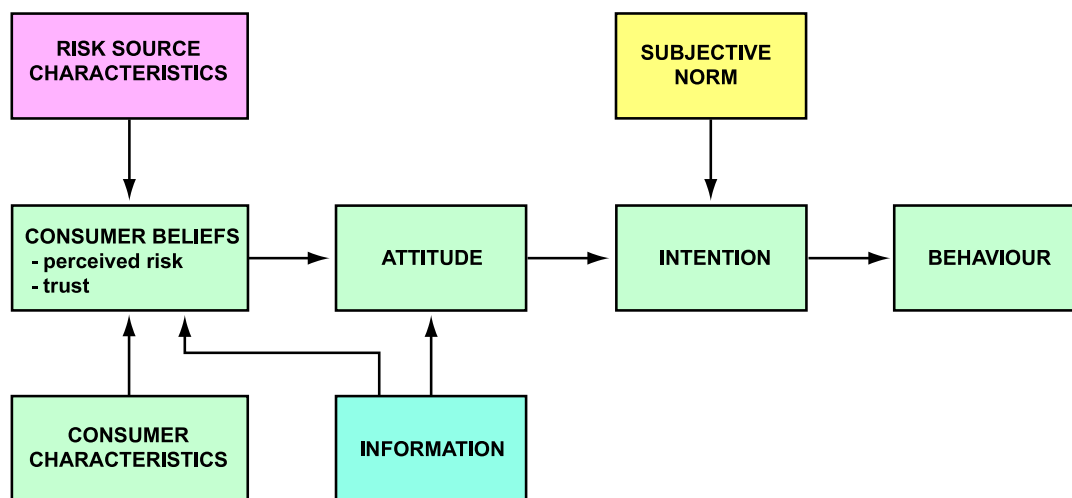 RISK SOURCE
CHARACTERISTICS
SUBJECTIVE
NORM
CONSUMER BELIEFS
- perceived risk
- trust
ATTITUDE
INTENTION
BEHAVIOUR
CONSUMER
CHARACTERISTICS
INFORMATION